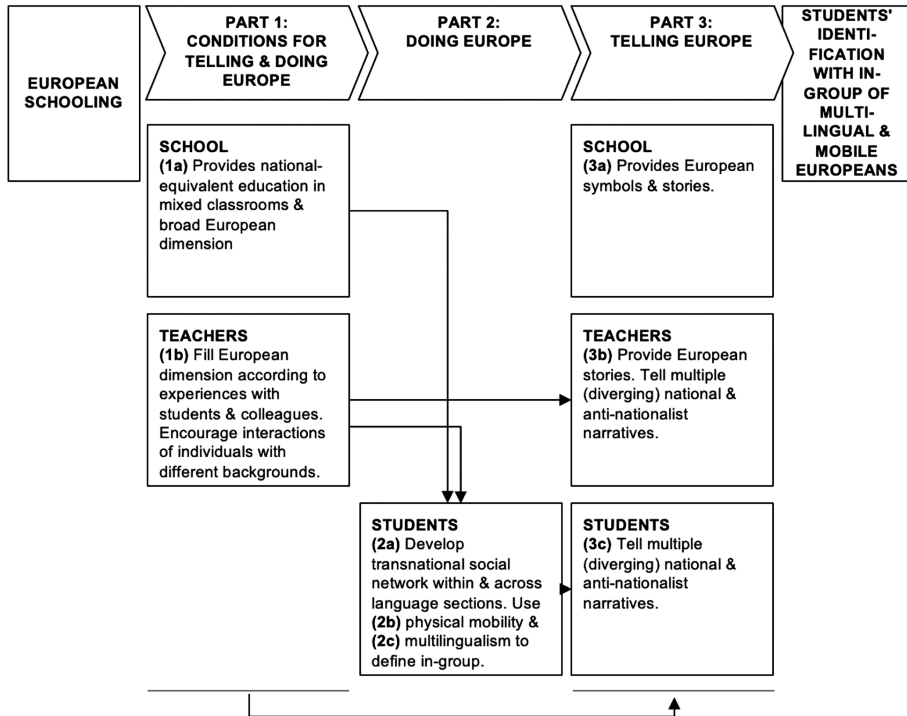 EUROPEAN
SCHOOLING
PART 1:
CONDITIONS FOR
TELLING & DOING
EUROPE
PART 2:
DOING EUROPE
PART 3:
TELLING EUROPE
STUDENTS'
IDENTI-
FICATION
WITH IN-
GROUP OF
MULTI-
LINGUAL &
MOBILE
EUROPEANS
SCHOOL
(1a) Provides national-
equivalent education in
mixed classrooms &
broad European
dimension
SCHOOL
(3a) Provides European
symbols & stories.
TEACHERS
(1b) Fill European
dimension according to
experiences with
students & colleagues.
Encourage interactions
of individuals with
different backgrounds.
TEACHERS
(3b) Provide European
stories. Tell multiple
(diverging) national &
anti-nationalist
narratives.
STUDENTS
(2a) Develop
transnational social
network within & across
language sections. Use
(2b) physical mobility &
(2c) multilingualism to
define in-group.
STUDENTS
(3c) Tell multiple
(diverging) national &
anti-nationalist
narratives.